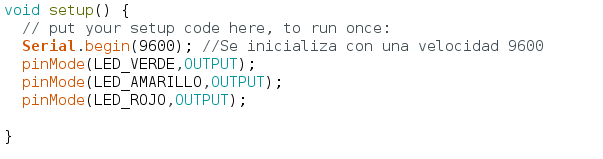 void setup() {
  // put your setup code here, to run once:
  Serial.begin(9600); //Se inicializa con una velocidad 9600
  pinMode(LED_VERDE,OUTPUT);
  pinMode(LED_AMARILLO,OUTPUT);
  pinMode(LED_ROJO,OUTPUT);
}